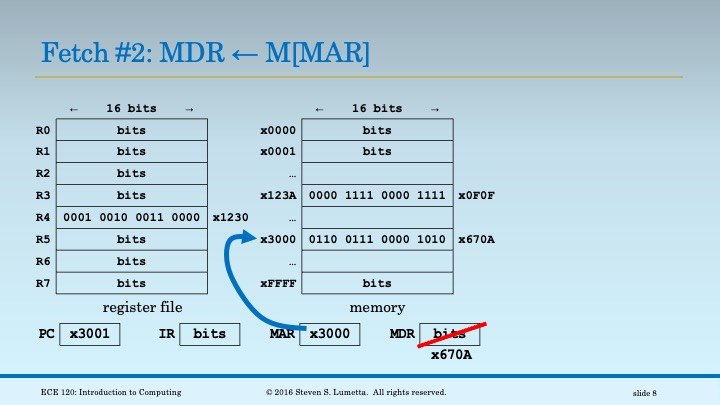 Fetch #2: MDR ← M[MAR]
← 16 bits → ← 16 bits →
R0 bits x0000 bits
R1 bits x0001 bits
R2 bits …
R3 bits x123A 0000 1111 0000 1111 x0F0F
R4 0001 0010 0011 0000 x1230 …
R5 bits x3000 0110 0111 0000 1010 x670A
R6 bits …
R7 bits xFFFF bits
register file memory
PC x3001 IR bits MAR x3000 MDR bits
x670A
ECE 120: Introduction to Computing © 2016 Steven S. Lumetta. All rights reserved. slide 8